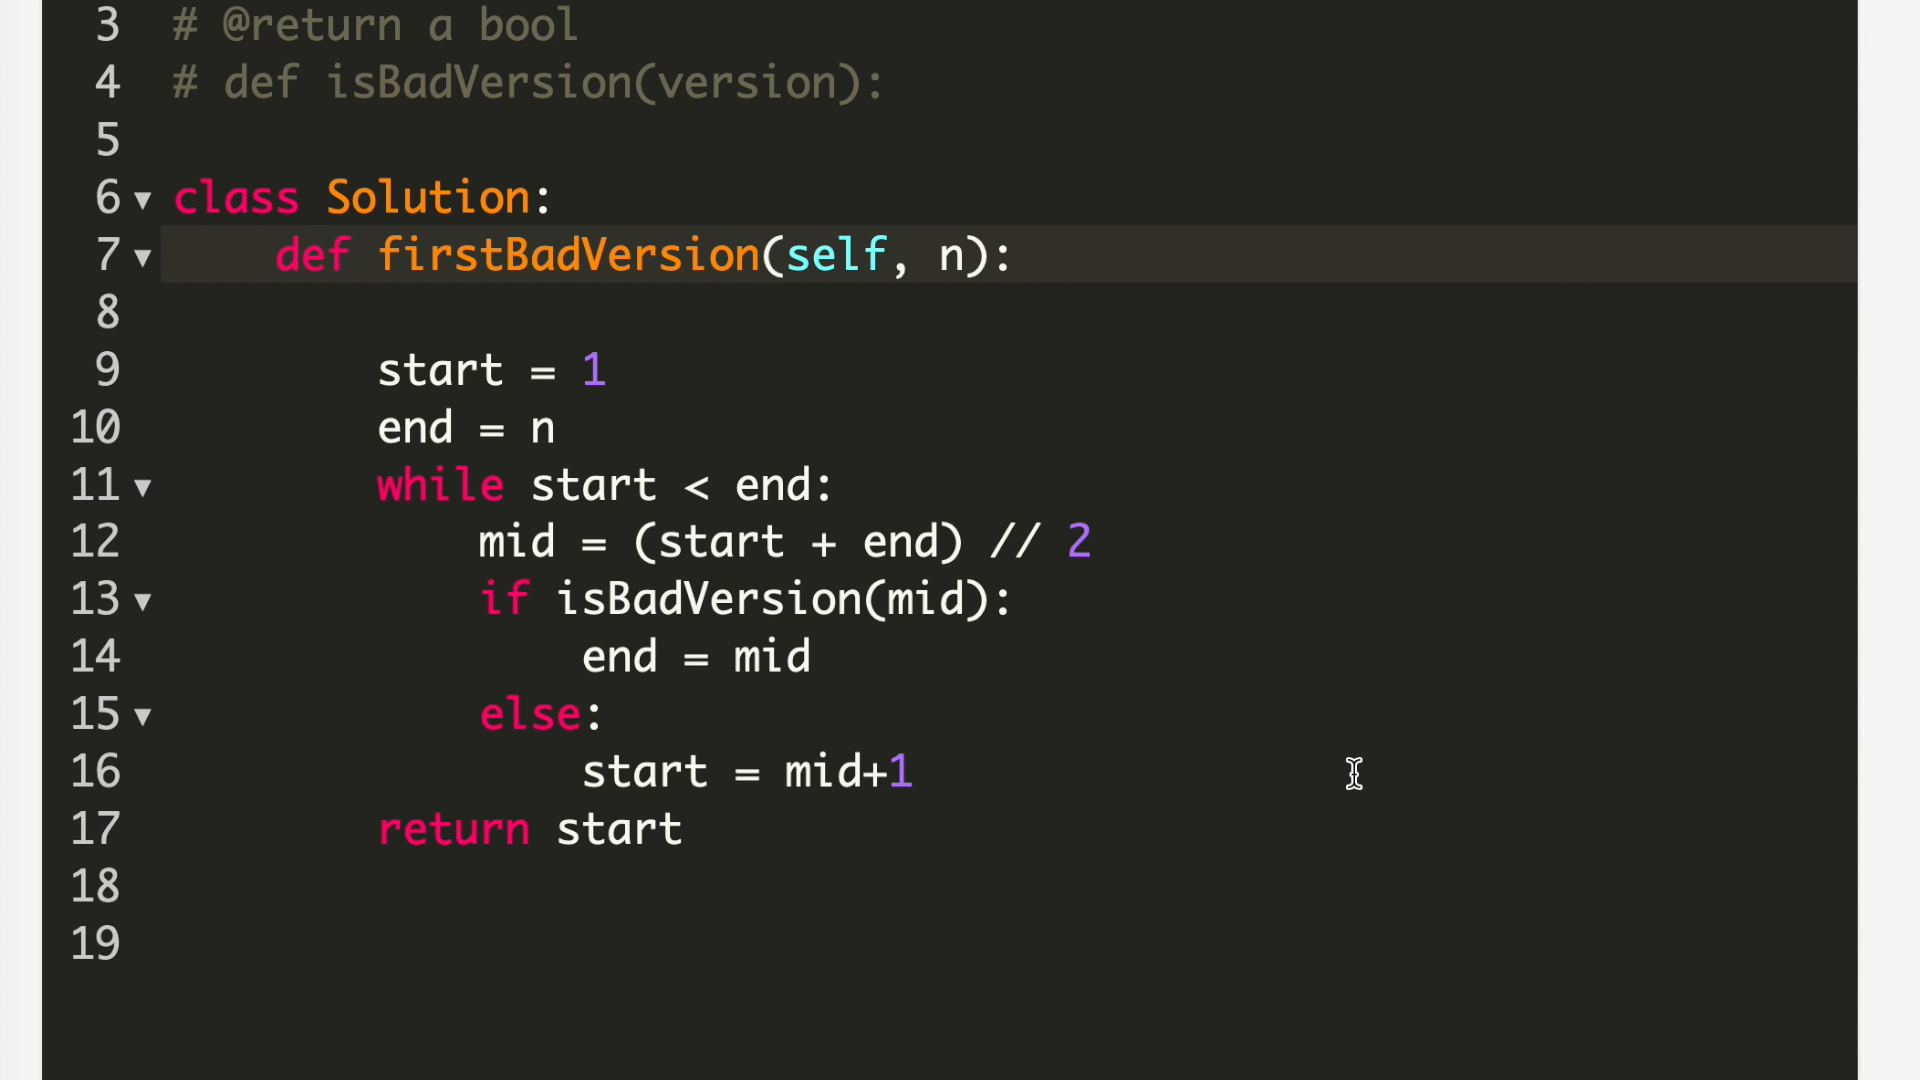 3 # @return a bool
4 # def isBadVersion(version):
5
6 class Solution:
7     def firstBadVersion(self, n):
8
9         start = 1
10         end = n
11         while start < end:
12             mid = (start + end) // 2
13             if isBadVersion(mid):
14                 end = mid
15             else:
16                 start = mid+1
17         return start
18
19